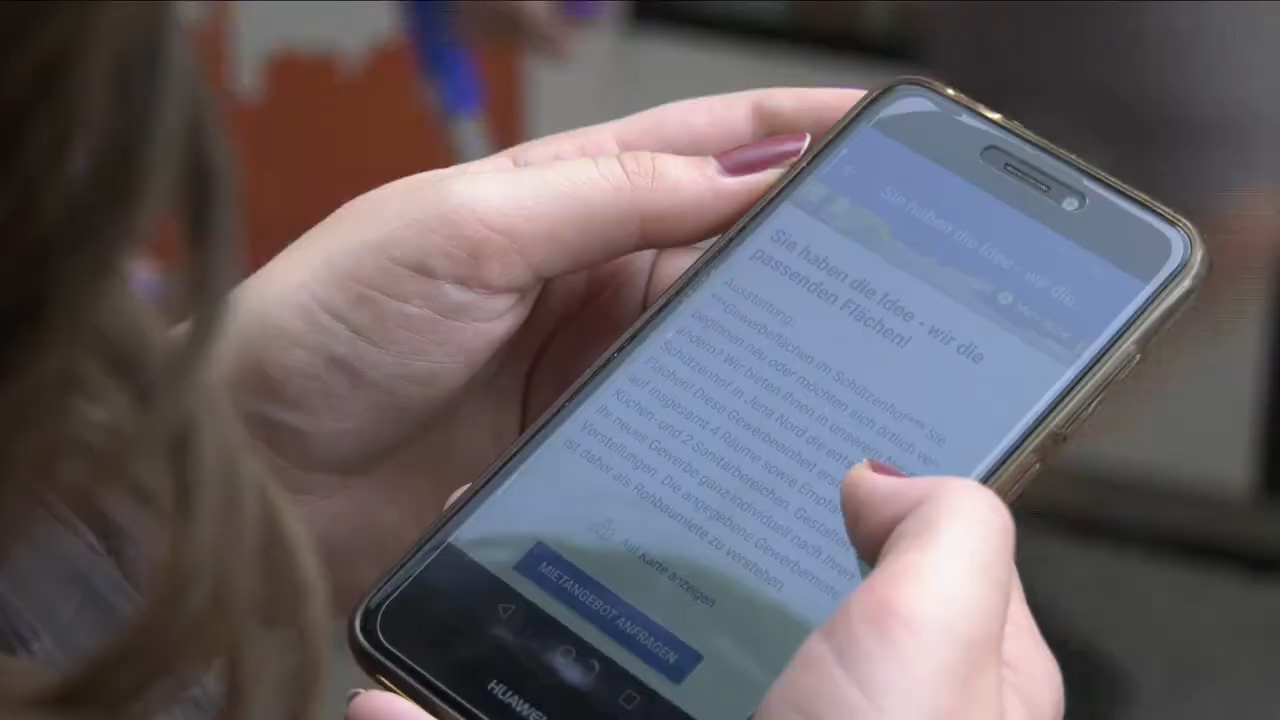 Sie haben die Idee - wir die
Sie haben die Idee - wir die
passenden Flächen!
Ausstattung:
***Gewerbeflächen im Schützenhof*** Sie
beginnen neu oder möchten sich örtlich
ändern? Wir bieten Ihnen in unserem
Schützenhof in Jena Nord die
Flächen! Diese Gewerbeeinheit
auf insgesamt 4 Räume sowie
Küchen- und 2 Sanitärbereichen. Gestalten
Ihr neues Gewerbe ganz individuell nach Ihren
Vorstellungen. Die angegebene Gewerbemiete
ist daher als Rohbaumiete zu verstehen.
Auf Karte anzeigen
MIETANGEBOT ANFRAGEN
HUAWEI